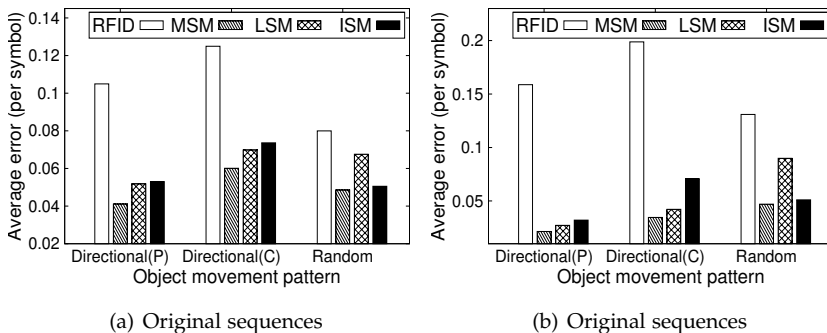 0.14
0.12
0.1
0.08
0.06
0.04
0.02
Average error (per symbol)
RFID MSM LSM ISM
Directional(P) Directional(C) Random
Object movement pattern
(a) Original sequences
0.2
0.15
0.1
0.05
Average error (per symbol)
RFID MSM LSM ISM
Directional(P) Directional(C) Random
Object movement pattern
(b) Original sequences